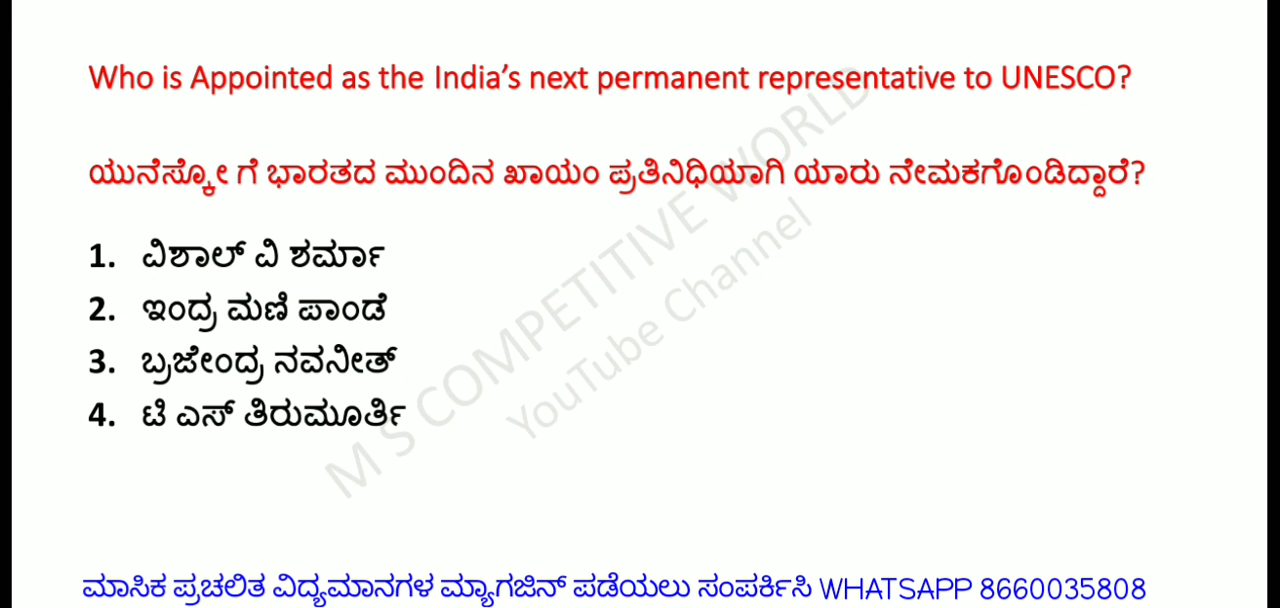 Who is Appointed as the India's next permanent representative to UNESCO?
ಯುನೆಸ್ಕೋ ಗೆ ಭಾರತದ ಮುಂದಿನ ಖಾಯಂ ಪ್ರತಿನಿಧಿಯಾಗಿ ಯಾರು ನೇಮಕಗೊಂಡಿದ್ದಾರೆ?
1. ವಿಶಾಲ್ ವಿ ಶರ್ಮಾ
2. ಇಂದ್ರ ಮಣಿ ಪಾಂಡೆ
3. ಬ್ರಜೇಂದ್ರ ನವನೀತ್
4. ಟಿ ಎಸ್ ತಿರುಮೂರ್ತಿ
M S COMPETITIVE WORLD
YouTube Channel
ಮಾಸಿಕ ಪ್ರಚಲಿತ ವಿದ್ಯಮಾನಗಳ ಮ್ಯಾಗಜಿನ್ ಪಡೆಯಲು ಸಂಪರ್ಕಿಸಿ WHATSAPP 8660035808